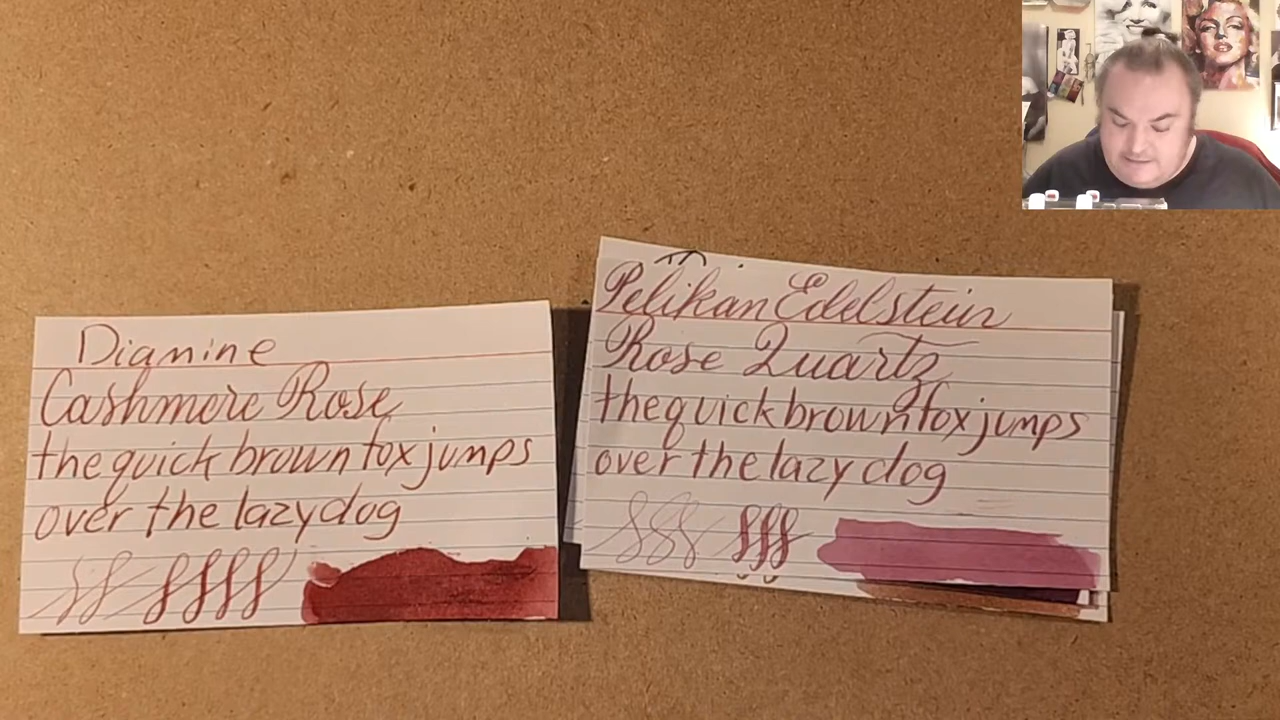 Diamine
Cashmere Rose
the quick brown fox jumps
over the lazy dog
Pelikan Edelstein
Rose Quartz
the quick brown fox jumps
over the lazy dog